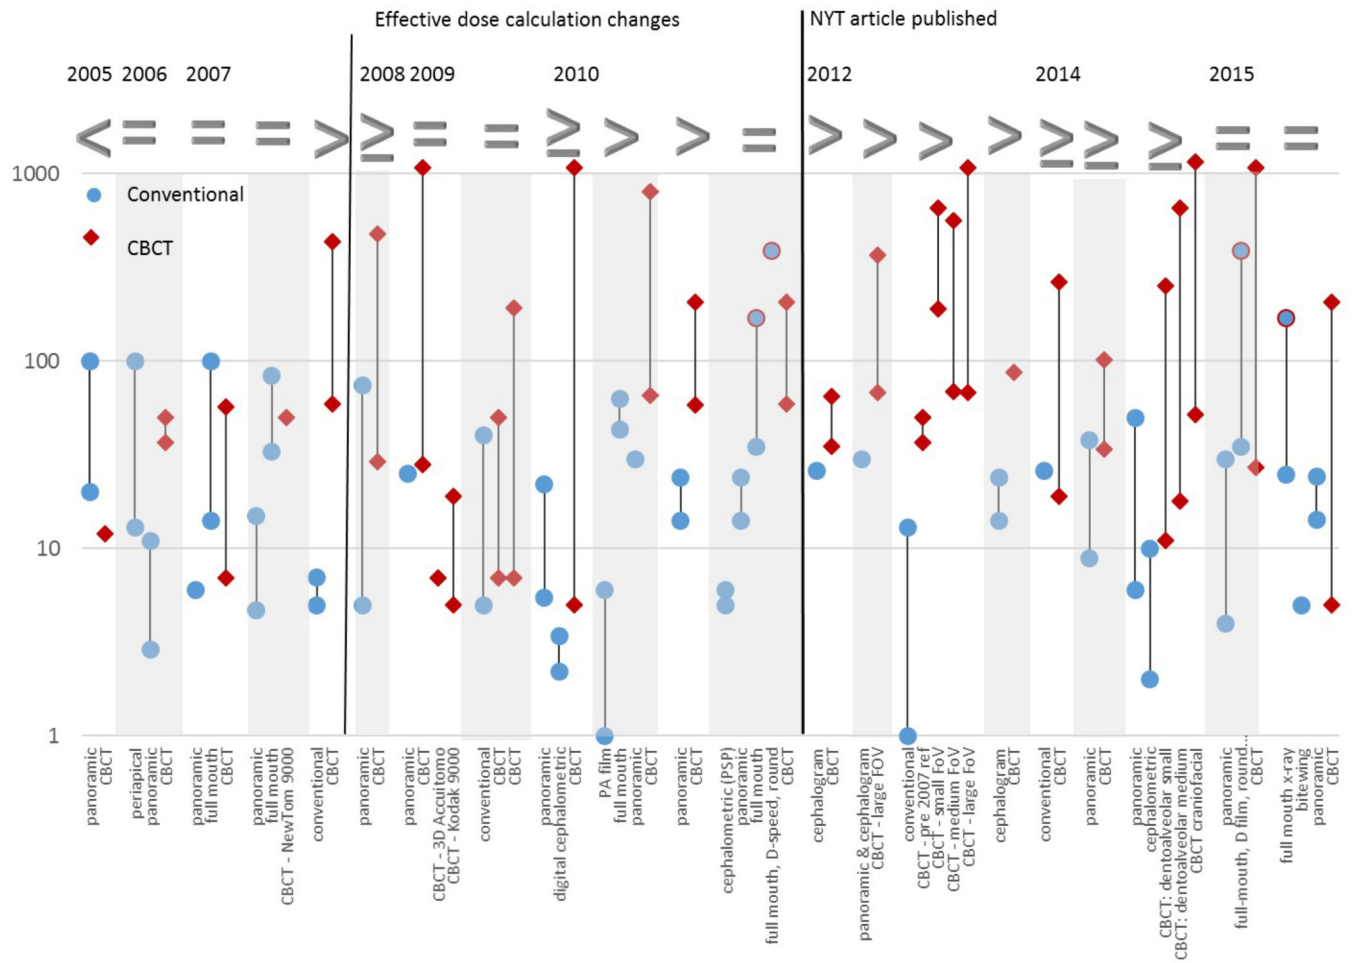 Effective dose calculation changes
NYT article published
2005 2006 2007 2008 2009 2010 2012 2014 2015
< = = = > ≥ = = ≥ > > = > > > > ≥ ≥ ≥ = =
1000
Conventional
CBCT
100
10
1
panoramic
CBCT
periapical
panoramic
CBCT
panoramic
full mouth
CBCT
panoramic
full mouth
CBCT - NewTom 9000
conventional
CBCT
panoramic
CBCT
panoramic
CBCT
CBCT - 3D Accuitomo
CBCT - Kodak 9000
conventional
CBCT
panoramic
digital cephalometric
CBCT
PA film
full mouth
panoramic
CBCT
panoramic
CBCT
cephalometric (PSP)
panoramic
full mouth
full mouth, D-speed, round
CBCT
cephalogram
CBCT
panoramic & cephalogram
CBCT - large FOV
conventional
CBCT - pre 2007 ref
CBCT - small FoV
CBCT - medium FoV
CBCT - large FoV
cephalogram
CBCT
conventional
CBCT
panoramic
CBCT
panoramic
cephalometric
CBCT: dentoalveolar small
CBCT: dentoalveolar medium
CBCT craniofacial
panoramic
full-mouth, D film, round...
CBCT
full mouth x-ray
bitewing
panoramic
CBCT